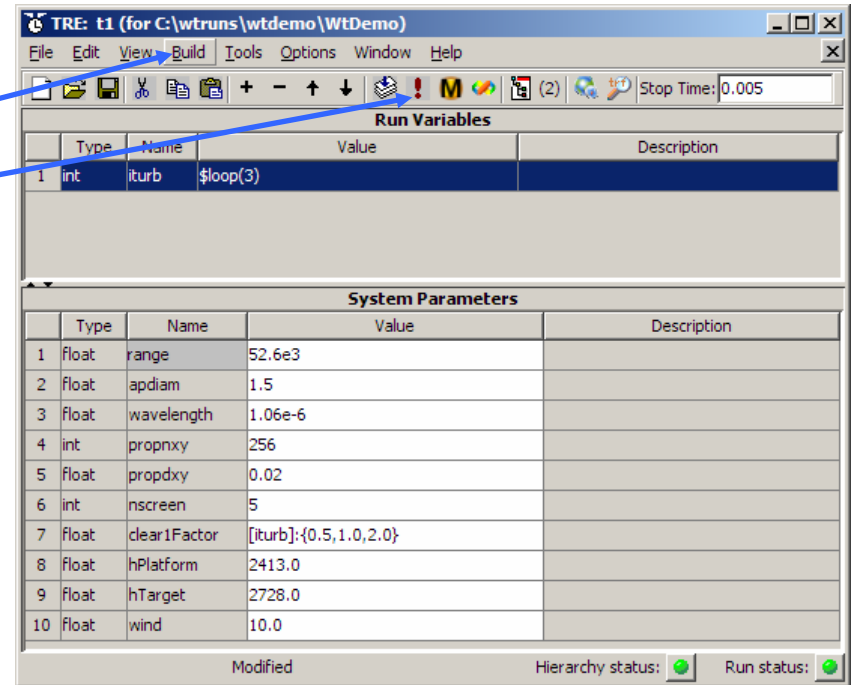 TRE: t1 (for C:\wtruns\wtdemo\WtDemo)
File Edit View Build Tools Options Window Help
(2) Stop Time: 0.005
Run Variables
Type Name Value Description
1 int iturb $loop(3)
System Parameters
Type Name Value Description
1 float range 52.6e3
2 float apdiam 1.5
3 float wavelength 1.06e-6
4 int propnxy 256
5 float propdxy 0.02
6 int nscreen 5
7 float clear1Factor [iturb]:{0.5,1.0,2.0}
8 float hPlatform 2413.0
9 float hTarget 2728.0
10 float wind 10.0
Modified Hierarchy status: Run status: